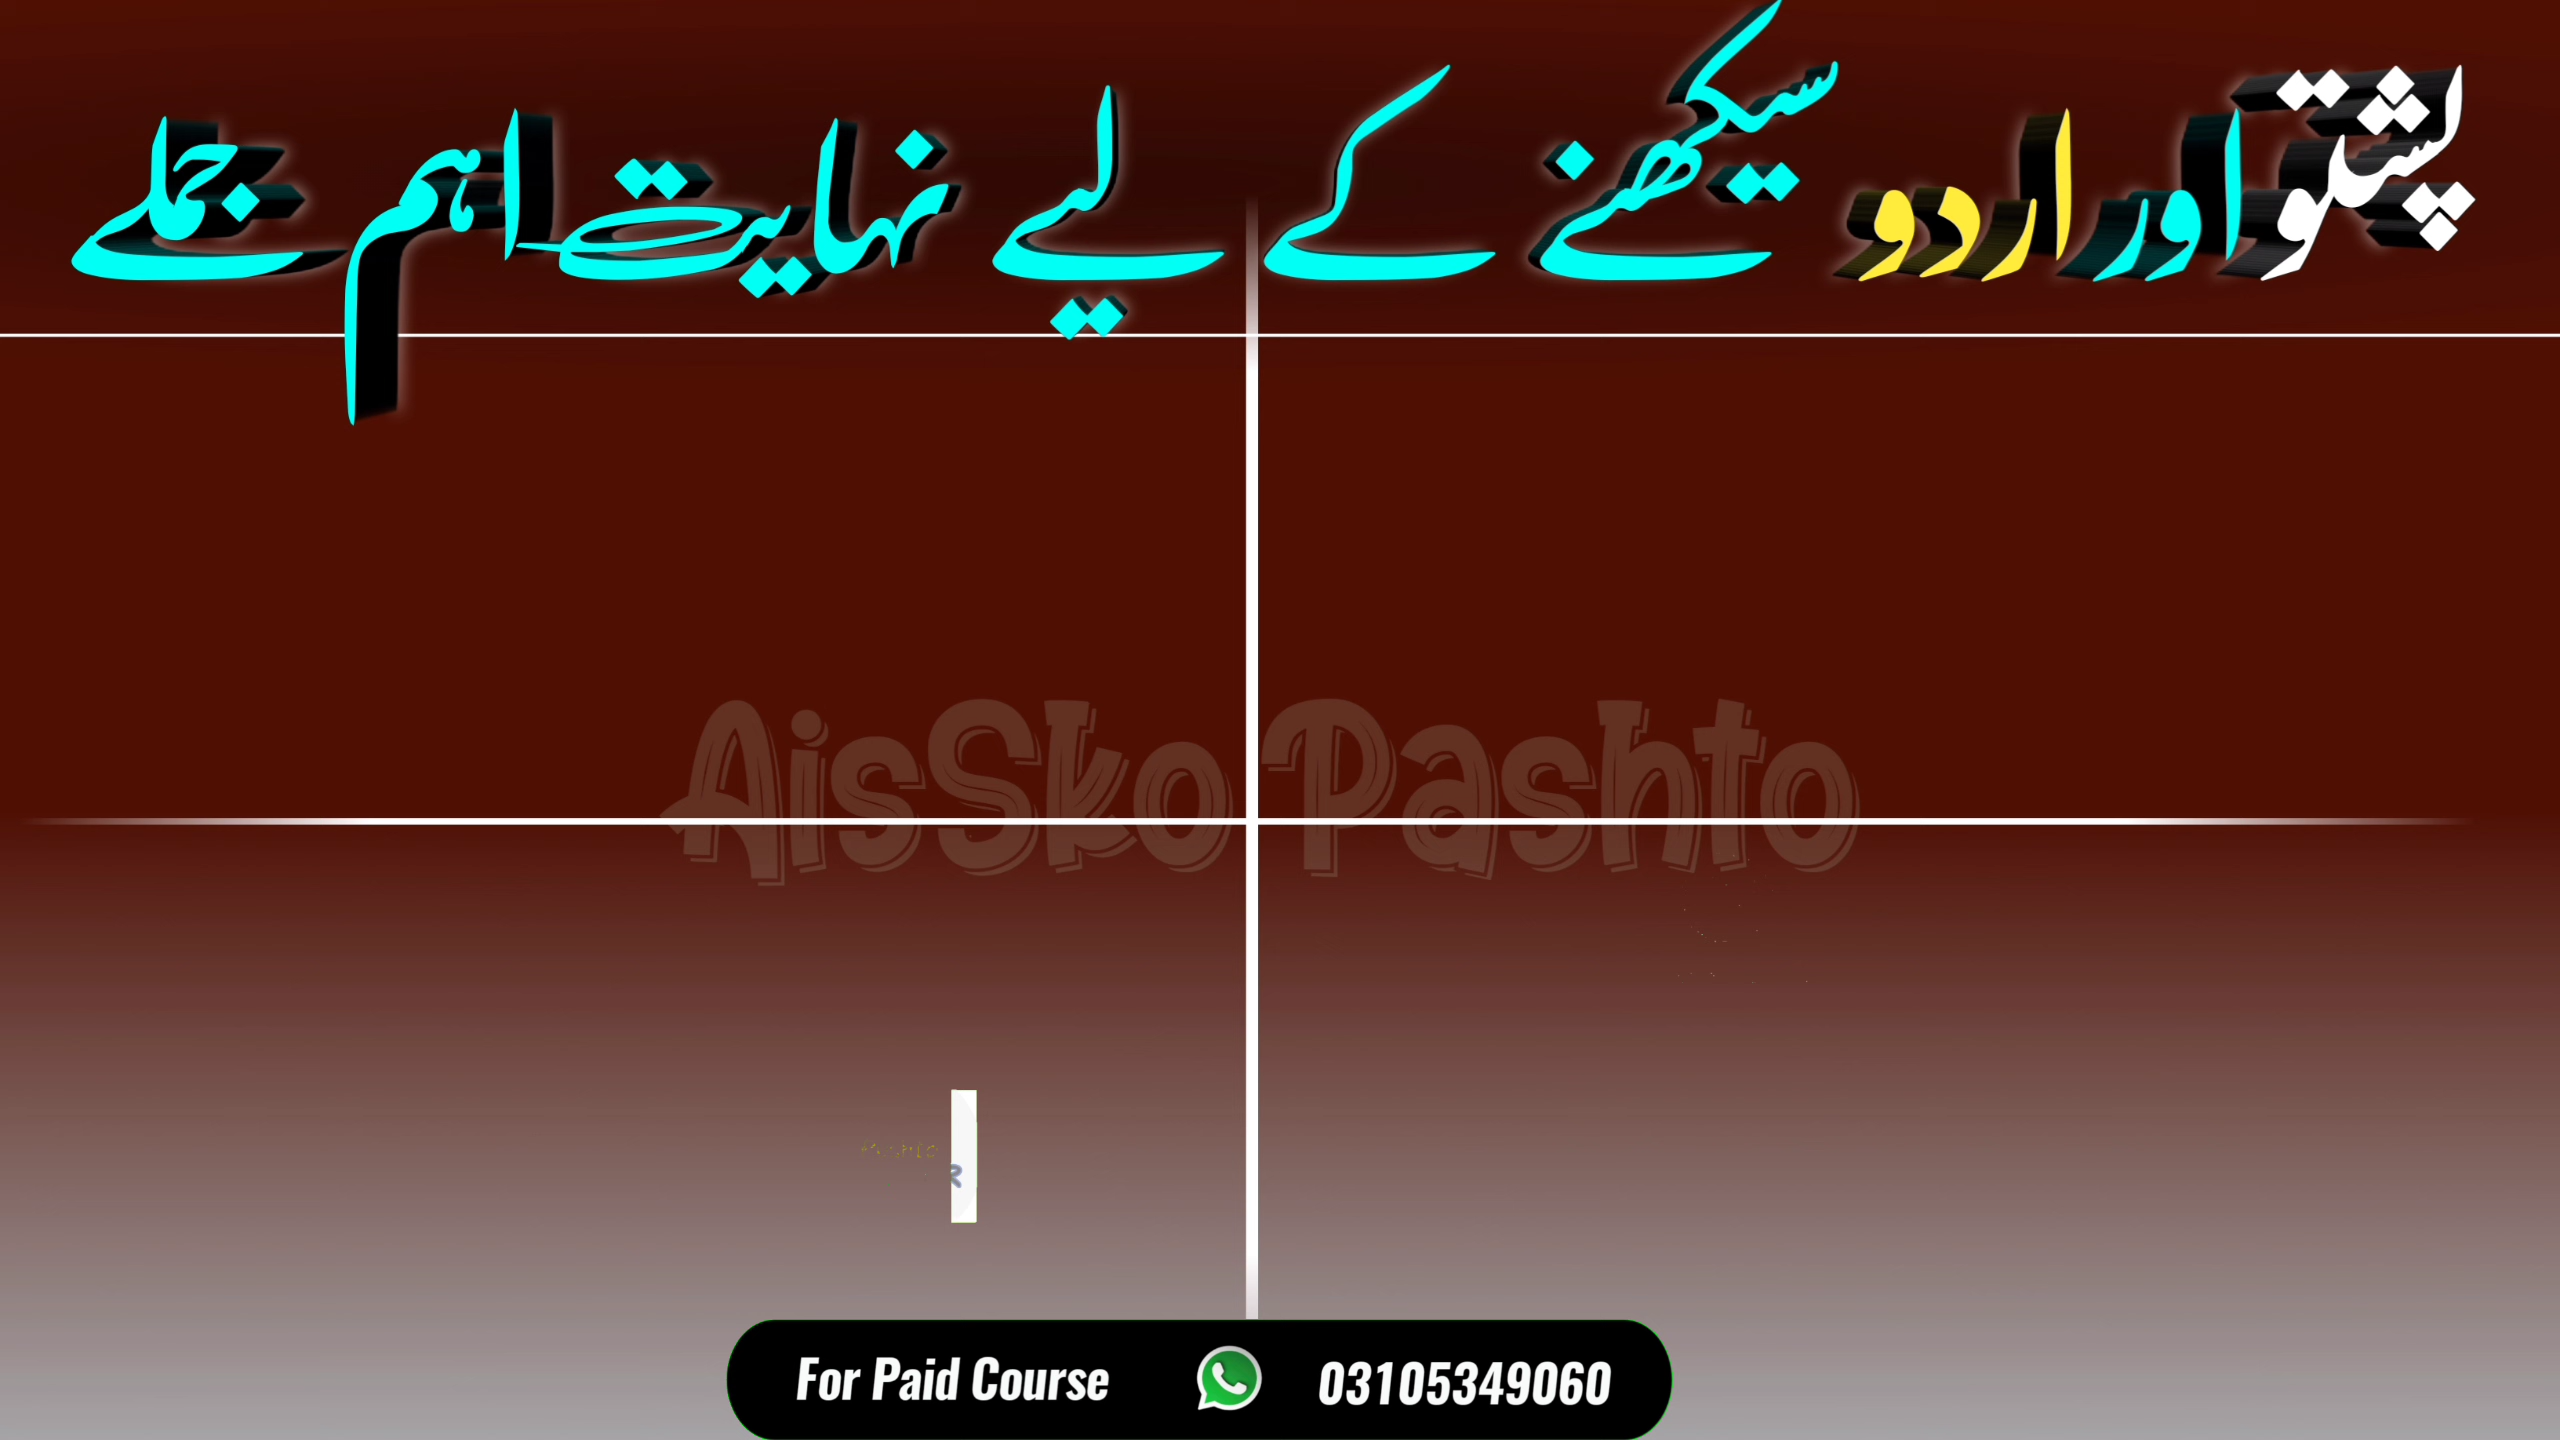 پشتو اور اردو سیکھنے کے لیے نہایت اہم جملے
AisSko Pashto
For Paid Course 03105349060